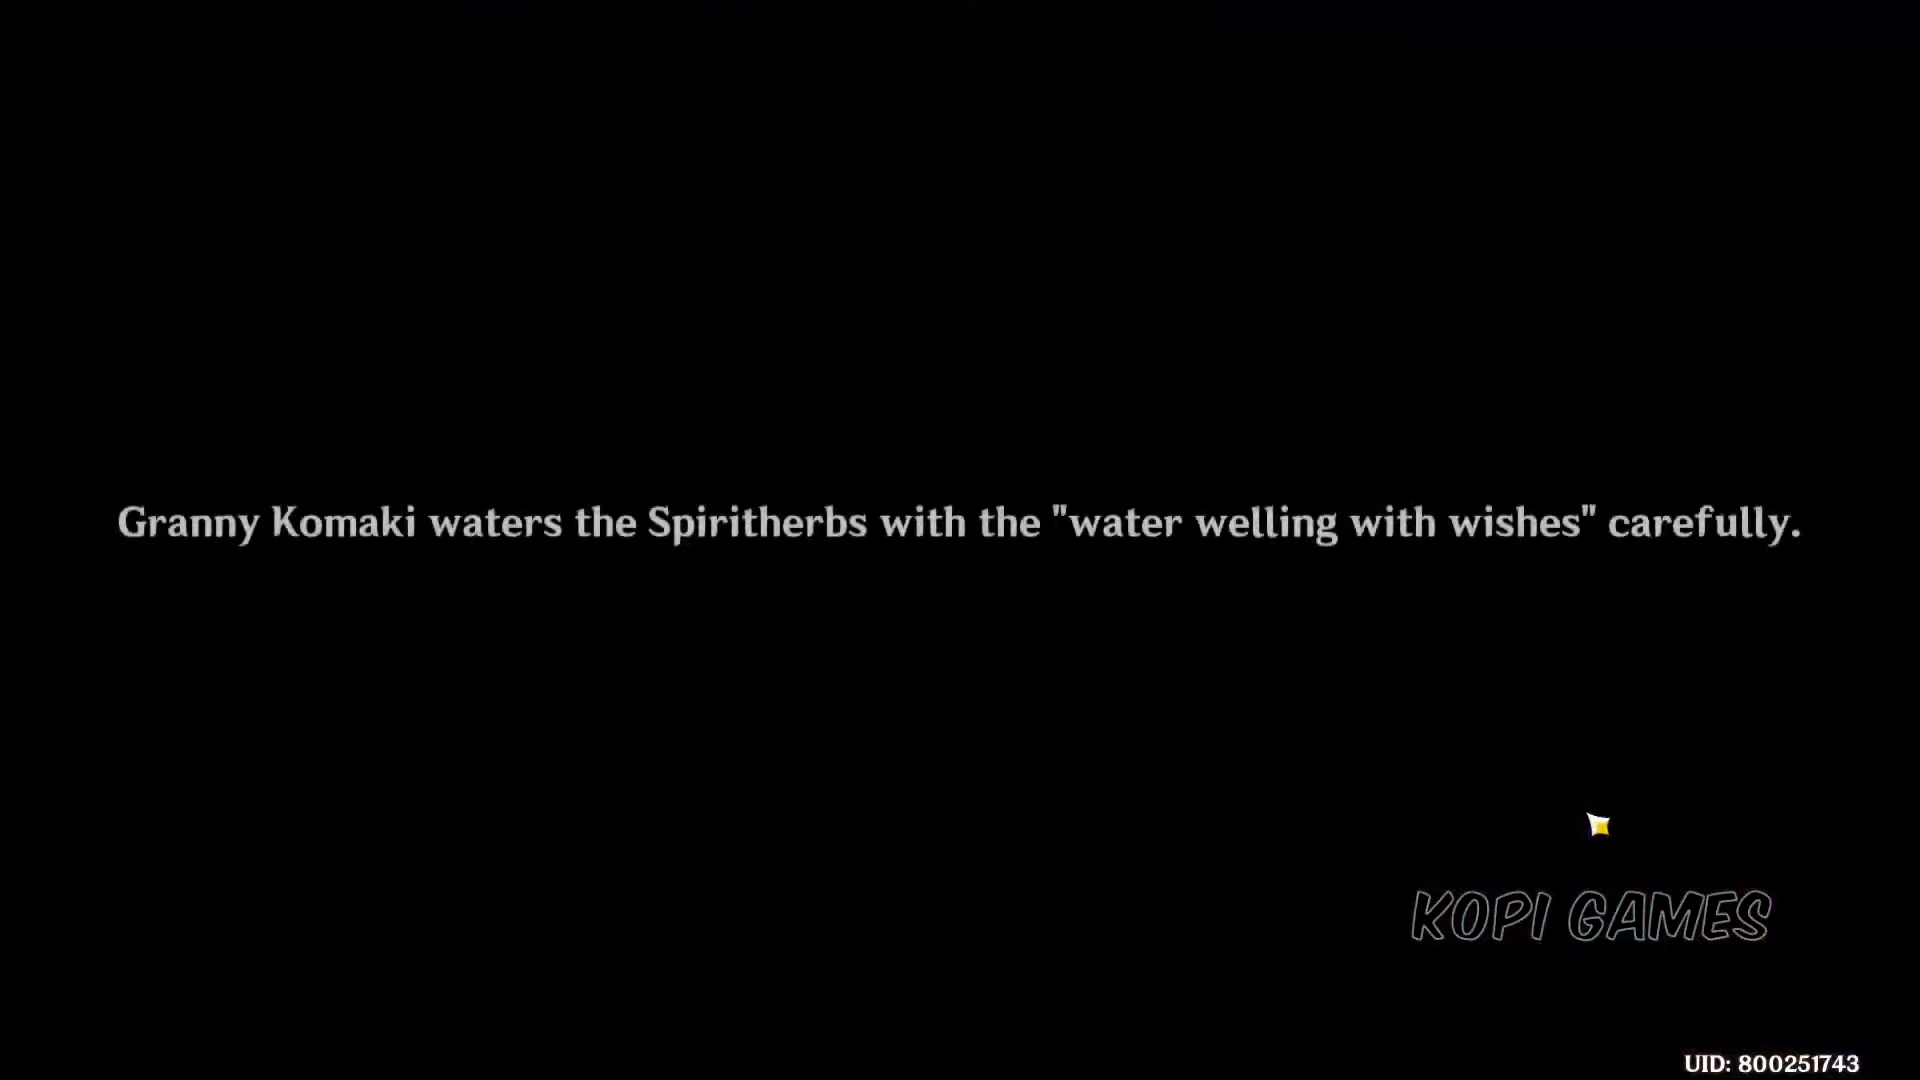 Granny Komaki waters the Spiritherbs with the "water welling with wishes" carefully.
KOPI GAMES
UID: 800251743